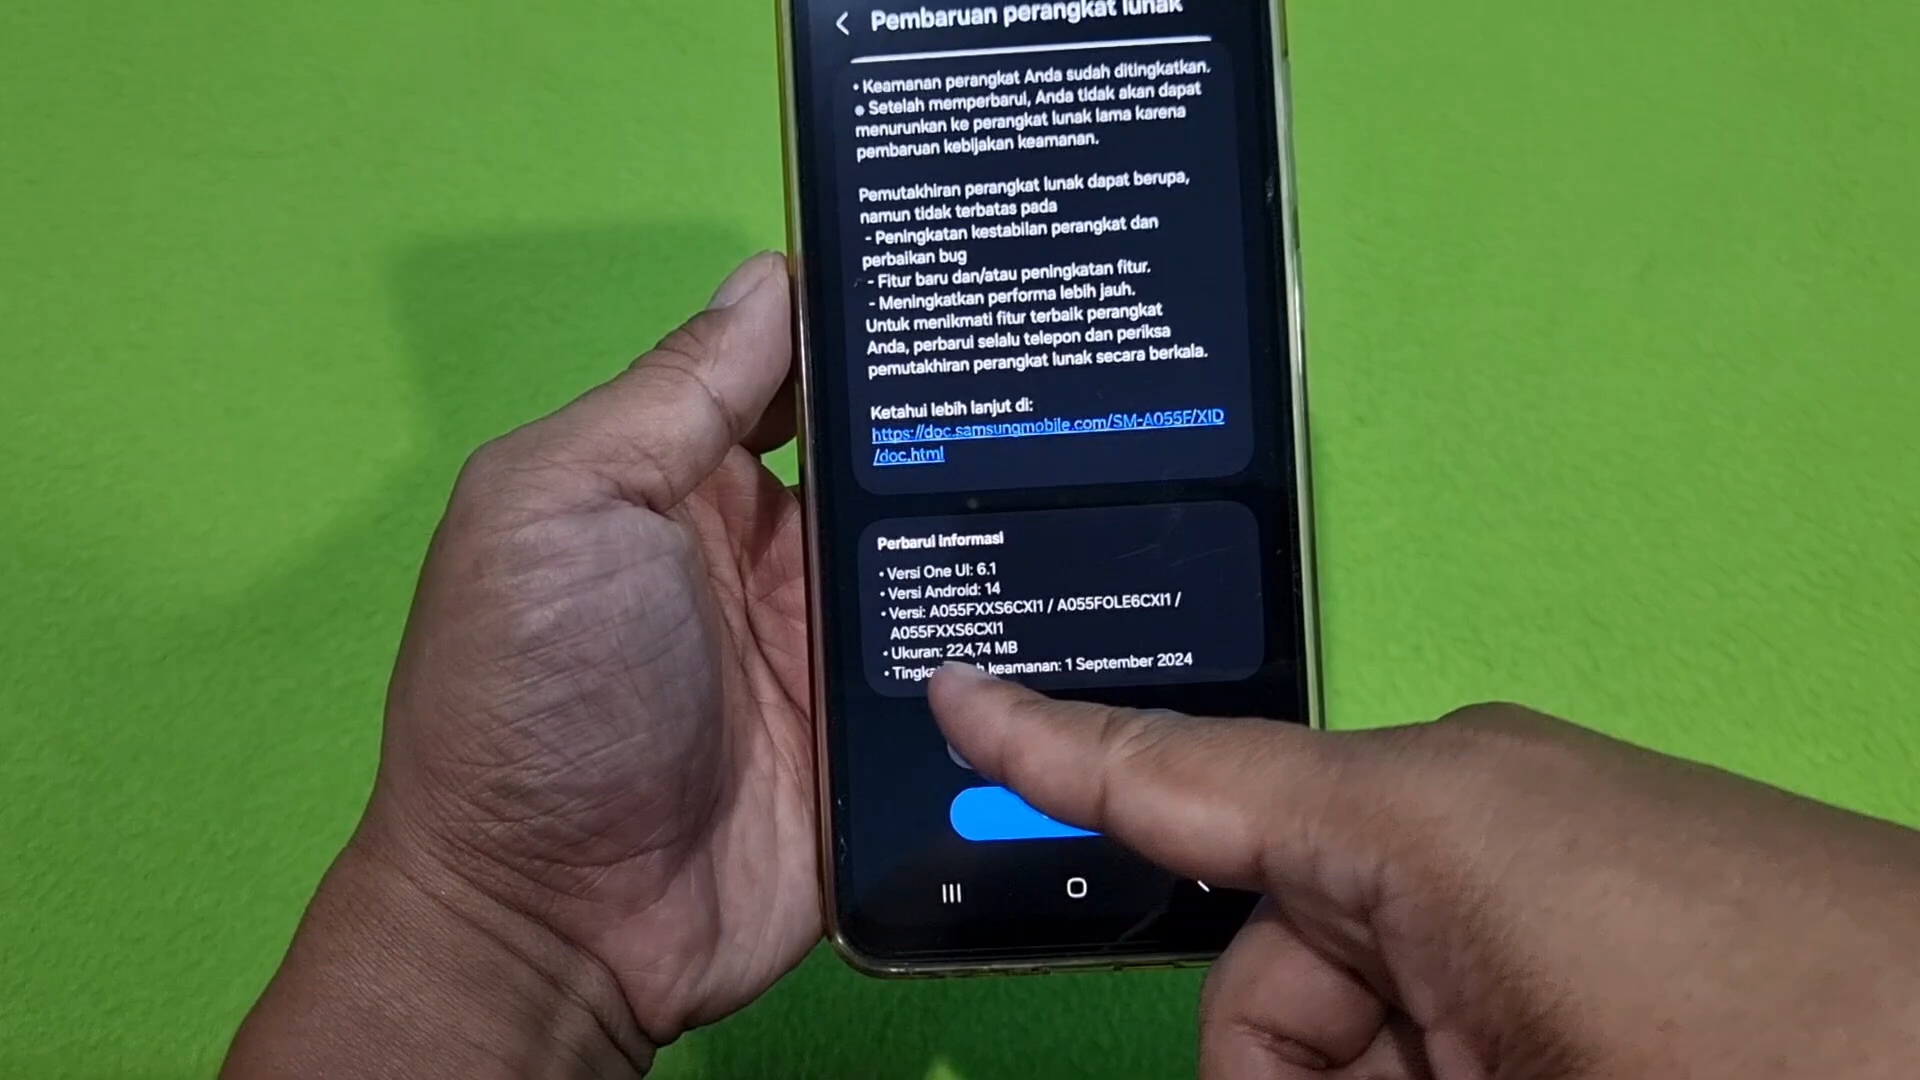 Pembaruan perangkat lunak
• Keamanan perangkat Anda sudah ditingkatkan.
● Setelah memperbarui, Anda tidak akan dapat
menurunkan ke perangkat lunak lama karena
pembaruan kebijakan keamanan.
Pemutakhiran perangkat lunak dapat berupa,
namun tidak terbatas pada
- Peningkatan kestabilan perangkat dan
perbaikan bug
- Fitur baru dan/atau peningkatan fitur.
- Meningkatkan performa lebih jauh.
Untuk menikmati fitur terbaik perangkat
Anda, perbarui selalu telepon dan periksa
pemutakhiran perangkat lunak secara berkala.
Ketahui lebih lanjut di:
https://doc.samsungmobile.com/SM-A055F/XID
/doc.html
Perbarui informasi
• Versi One UI: 6.1
• Versi Android: 14
• Versi: A055FXXS6CXI1 / A055FOLE6CXI1 /
A055FXXS6CXI1
• Ukuran: 224,74 MB
• keamanan: 1 September 2024